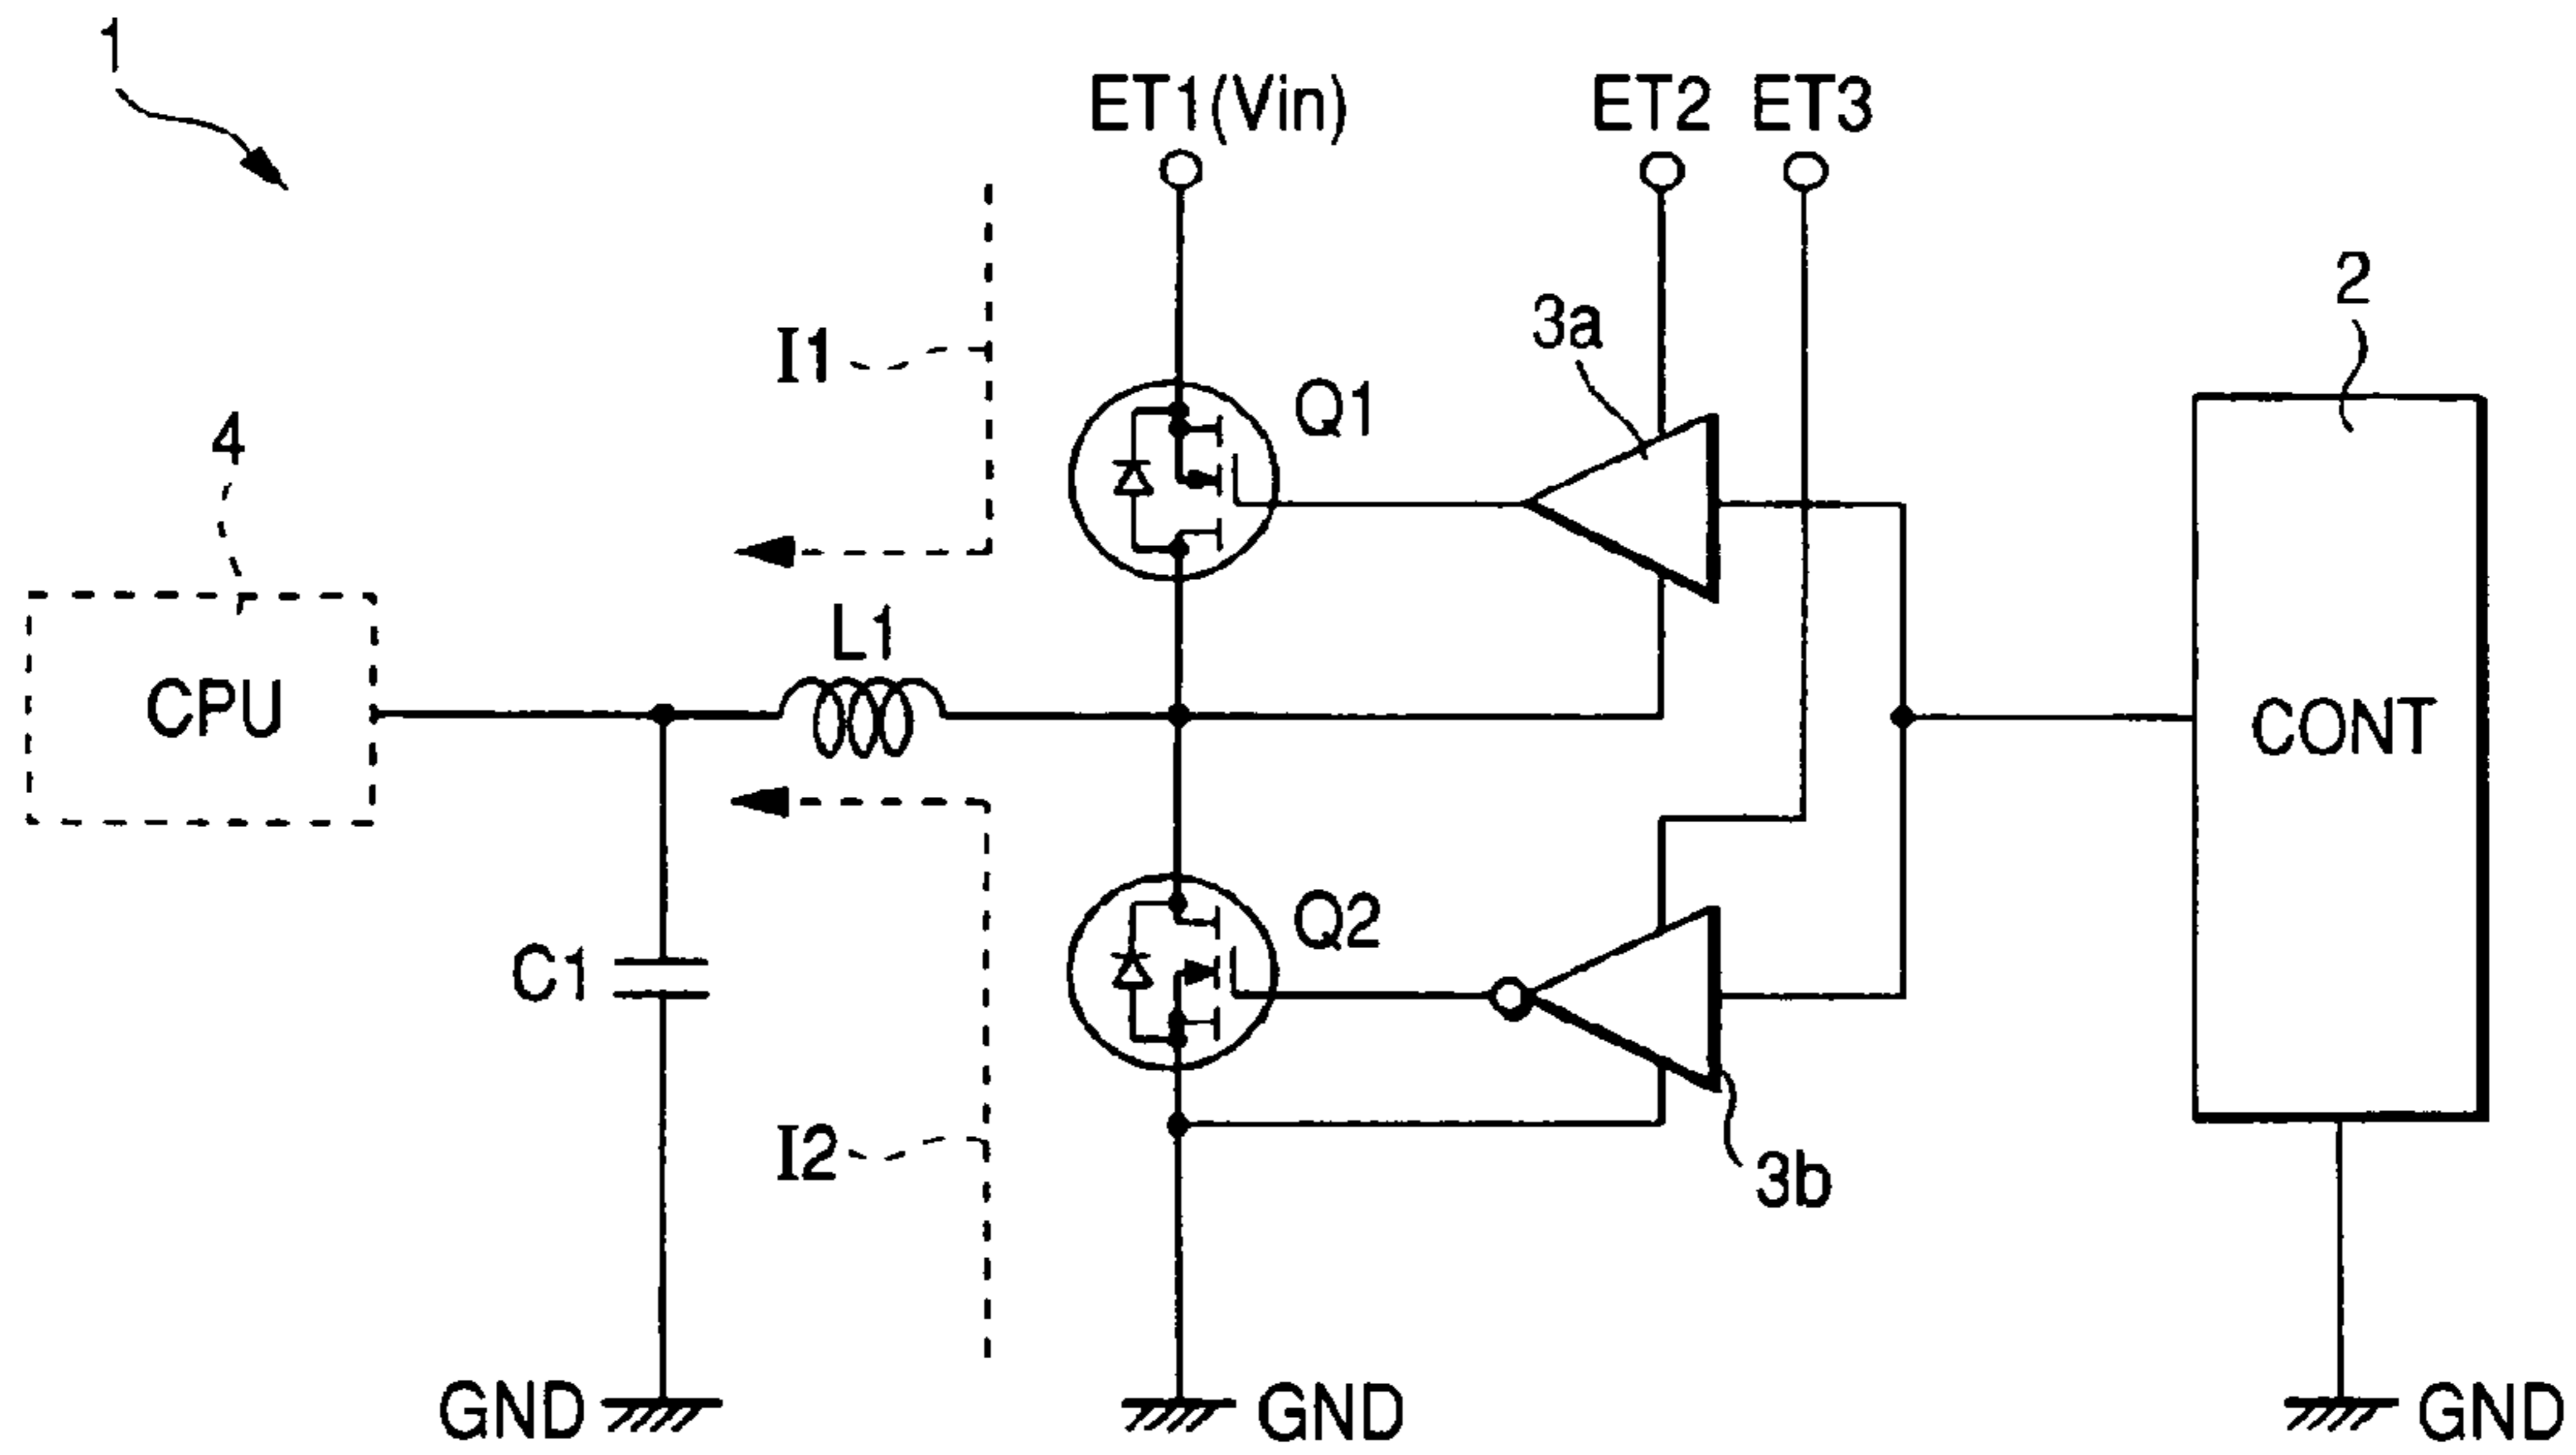 1
ET1(Vin)
ET2
ET3
2
3a
I1
Q1
4
L1
CPU
CONT
Q2
C1
I2
3b
GND
GND
GND